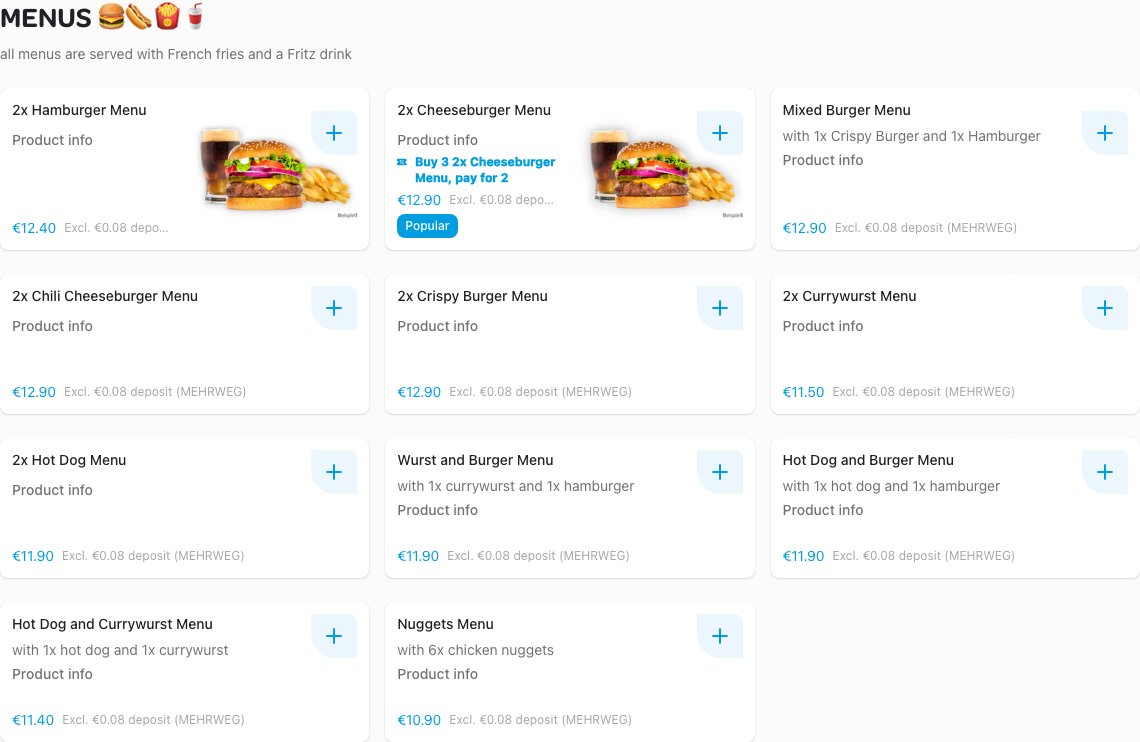 MENUS 🍔🌭🍟🥤
all menus are served with French fries and a Fritz drink
2x Hamburger Menu
Product info
€12.40 Excl. €0.08 depo...
Beispiel!
2x Cheeseburger Menu
Product info
Buy 3 2x Cheeseburger
Menu, pay for 2
€12.90 Excl. €0.08 depo...
Popular
Beispiel!
Mixed Burger Menu
with 1x Crispy Burger and 1x Hamburger
Product info
€12.90 Excl. €0.08 deposit (MEHRWEG)
2x Chili Cheeseburger Menu
Product info
€12.90 Excl. €0.08 deposit (MEHRWEG)
2x Crispy Burger Menu
Product info
€12.90 Excl. €0.08 deposit (MEHRWEG)
2x Currywurst Menu
Product info
€11.50 Excl. €0.08 deposit (MEHRWEG)
2x Hot Dog Menu
Product info
€11.90 Excl. €0.08 deposit (MEHRWEG)
Wurst and Burger Menu
with 1x currywurst and 1x hamburger
Product info
€11.90 Excl. €0.08 deposit (MEHRWEG)
Hot Dog and Burger Menu
with 1x hot dog and 1x hamburger
Product info
€11.90 Excl. €0.08 deposit (MEHRWEG)
Hot Dog and Currywurst Menu
with 1x hot dog and 1x currywurst
Product info
€11.40 Excl. €0.08 deposit (MEHRWEG)
Nuggets Menu
with 6x chicken nuggets
Product info
€10.90 Excl. €0.08 deposit (MEHRWEG)